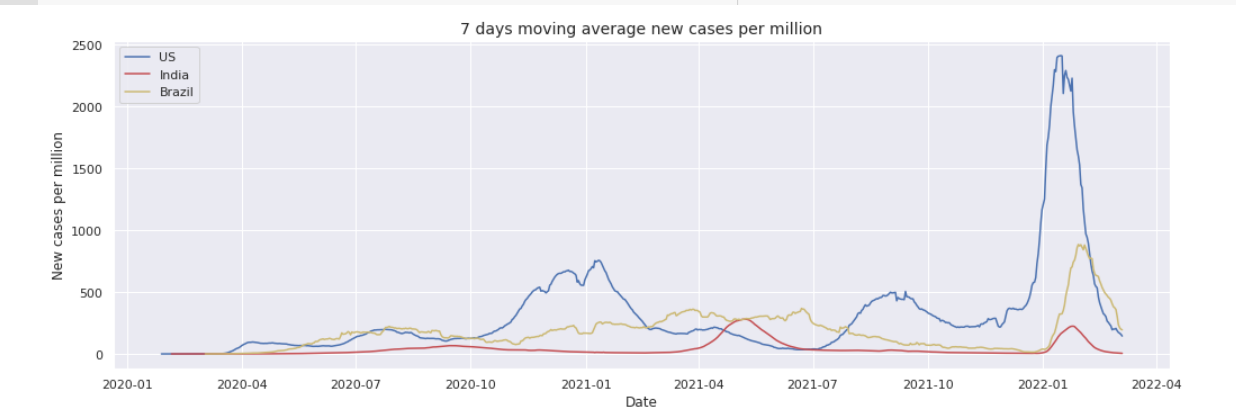 7 days moving average new cases per million
US
India
Brazil
2500
2000
1500
1000
500
0
New cases per million
2020-01 2020-04 2020-07 2020-10 2021-01 2021-04 2021-07 2021-10 2022-01 2022-04
Date